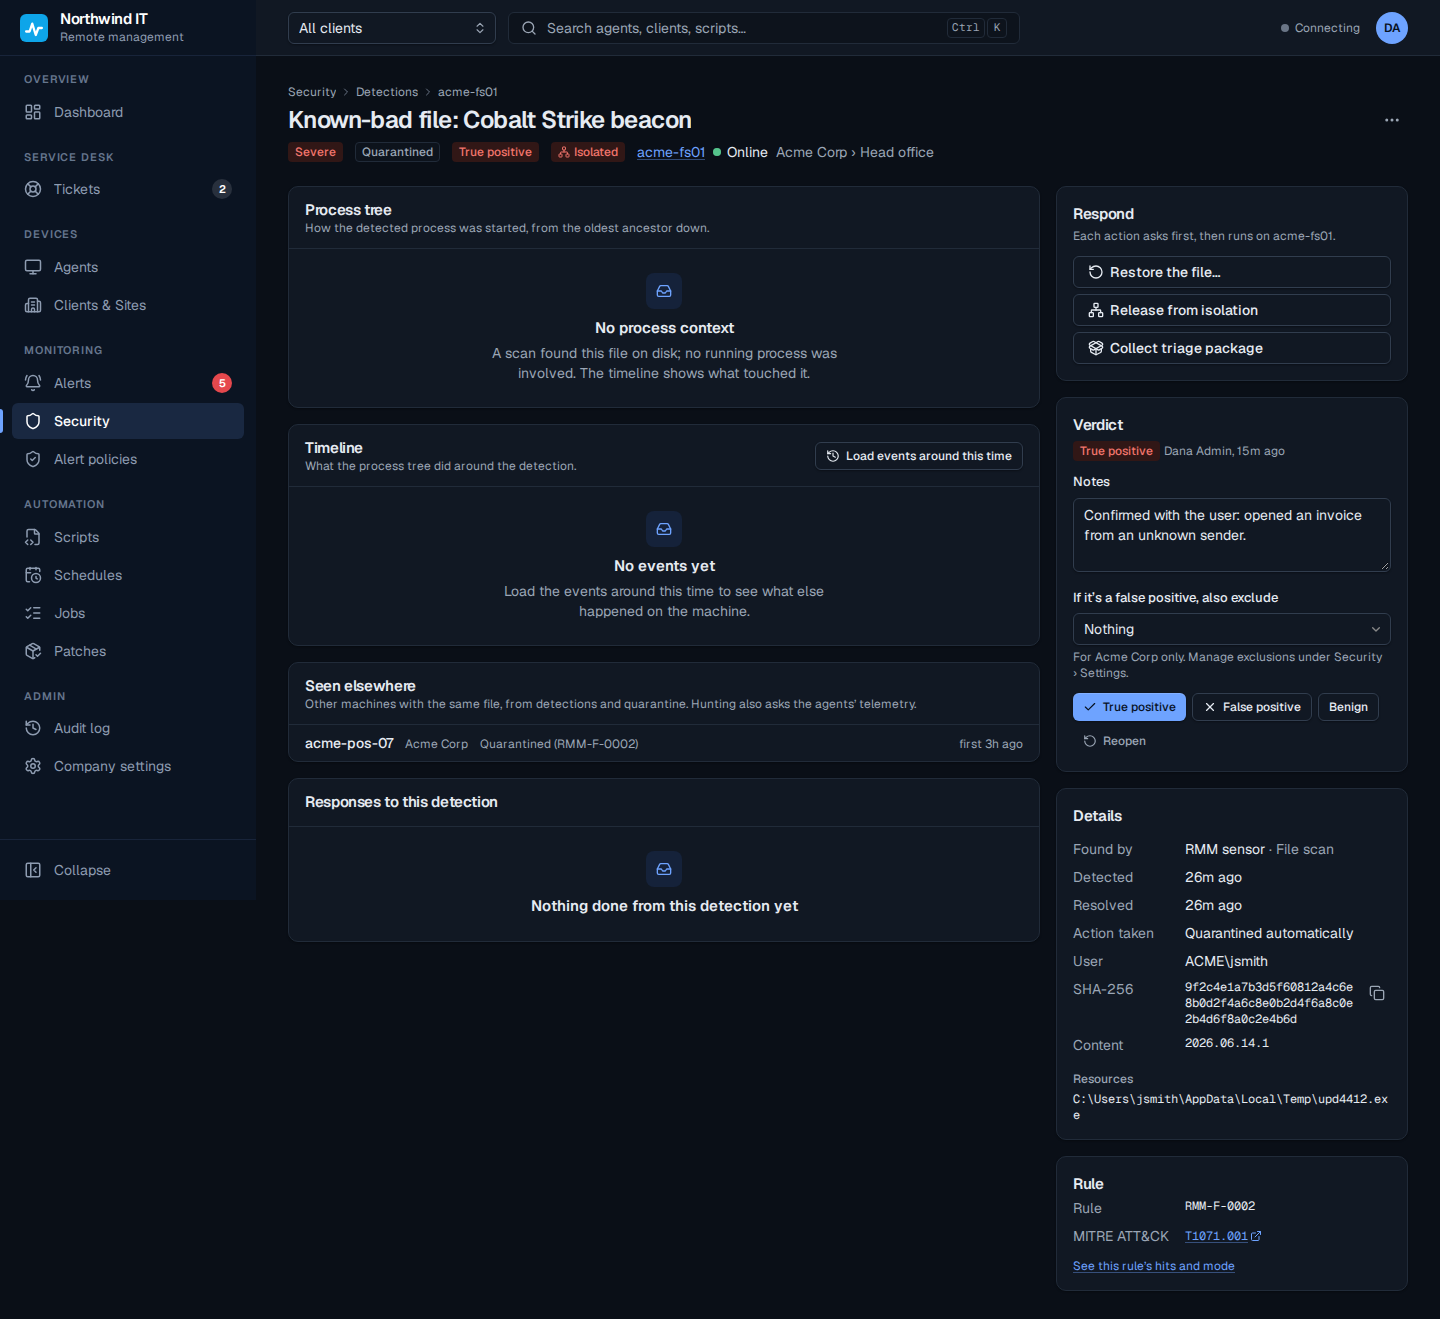 Northwind IT
Remote management
All clients
Search agents, clients, scripts...
Ctrl K
Connecting
DA
OVERVIEW
Dashboard
SERVICE DESK
Tickets
2
DEVICES
Agents
Clients & Sites
MONITORING
Alerts
5
Security
Alert policies
AUTOMATION
Scripts
Schedules
Jobs
Patches
ADMIN
Audit log
Company settings
Collapse
Security > Detections > acme-fs01
Known-bad file: Cobalt Strike beacon
Severe Quarantined True positive Isolated acme-fs01 Online Acme Corp › Head office
Process tree
How the detected process was started, from the oldest ancestor down.
No process context
A scan found this file on disk; no running process was
involved. The timeline shows what touched it.
Timeline
What the process tree did around the detection.
Load events around this time
No events yet
Load the events around this time to see what else
happened on the machine.
Seen elsewhere
Other machines with the same file, from detections and quarantine. Hunting also asks the agents’ telemetry.
acme-pos-07 Acme Corp Quarantined (RMM-F-0002) first 3h ago
Responses to this detection
Nothing done from this detection yet
Respond
Each action asks first, then runs on acme-fs01.
Restore the file...
Release from isolation
Collect triage package
Verdict
True positive Dana Admin, 15m ago
Notes
Confirmed with the user: opened an invoice
from an unknown sender.
If it’s a false positive, also exclude
Nothing
For Acme Corp only. Manage exclusions under Security
› Settings.
True positive False positive Benign
Reopen
Details
Found by RMM sensor · File scan
Detected 26m ago
Resolved 26m ago
Action taken Quarantined automatically
User ACME\jsmith
SHA-256 9f2c4e1a7b3d5f60812a4c6e
8b0d2f4a6c8e0b2d4f6a8c0e
2b4d6f8a0c2e4b6d
Content 2026.06.14.1
Resources
C:\Users\jsmith\AppData\Local\Temp\upd4412.ex
e
Rule
Rule RMM-F-0002
MITRE ATT&CK T1071.001
See this rule’s hits and mode